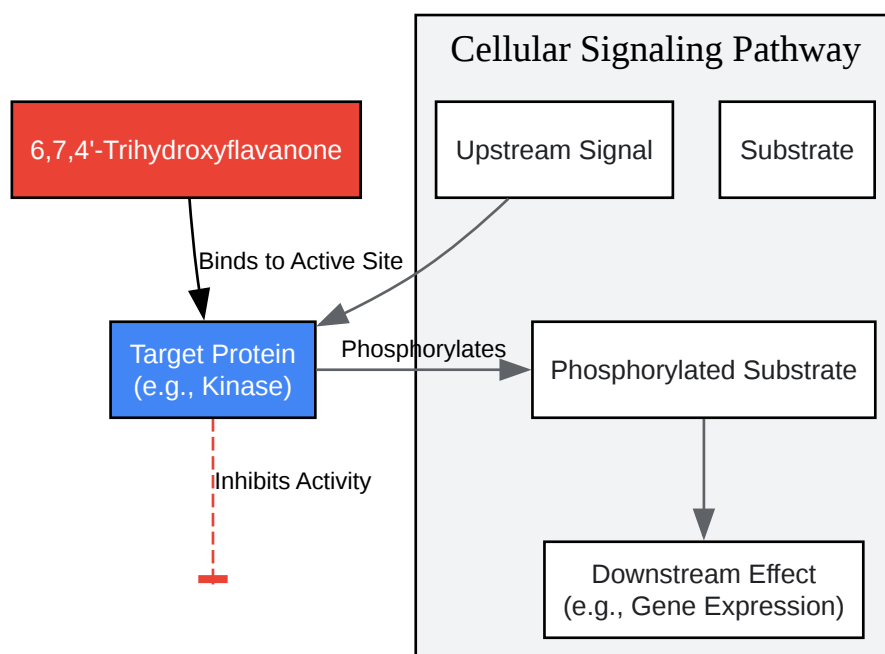 Cellular Signaling Pathway
6,7,4'-Trihydroxyflavanone
Upstream Signal
Substrate
Binds to Active Site
Target Protein
(e.g., Kinase)
Phosphorylates
Phosphorylated Substrate
Inhibits Activity
Downstream Effect
(e.g., Gene Expression)